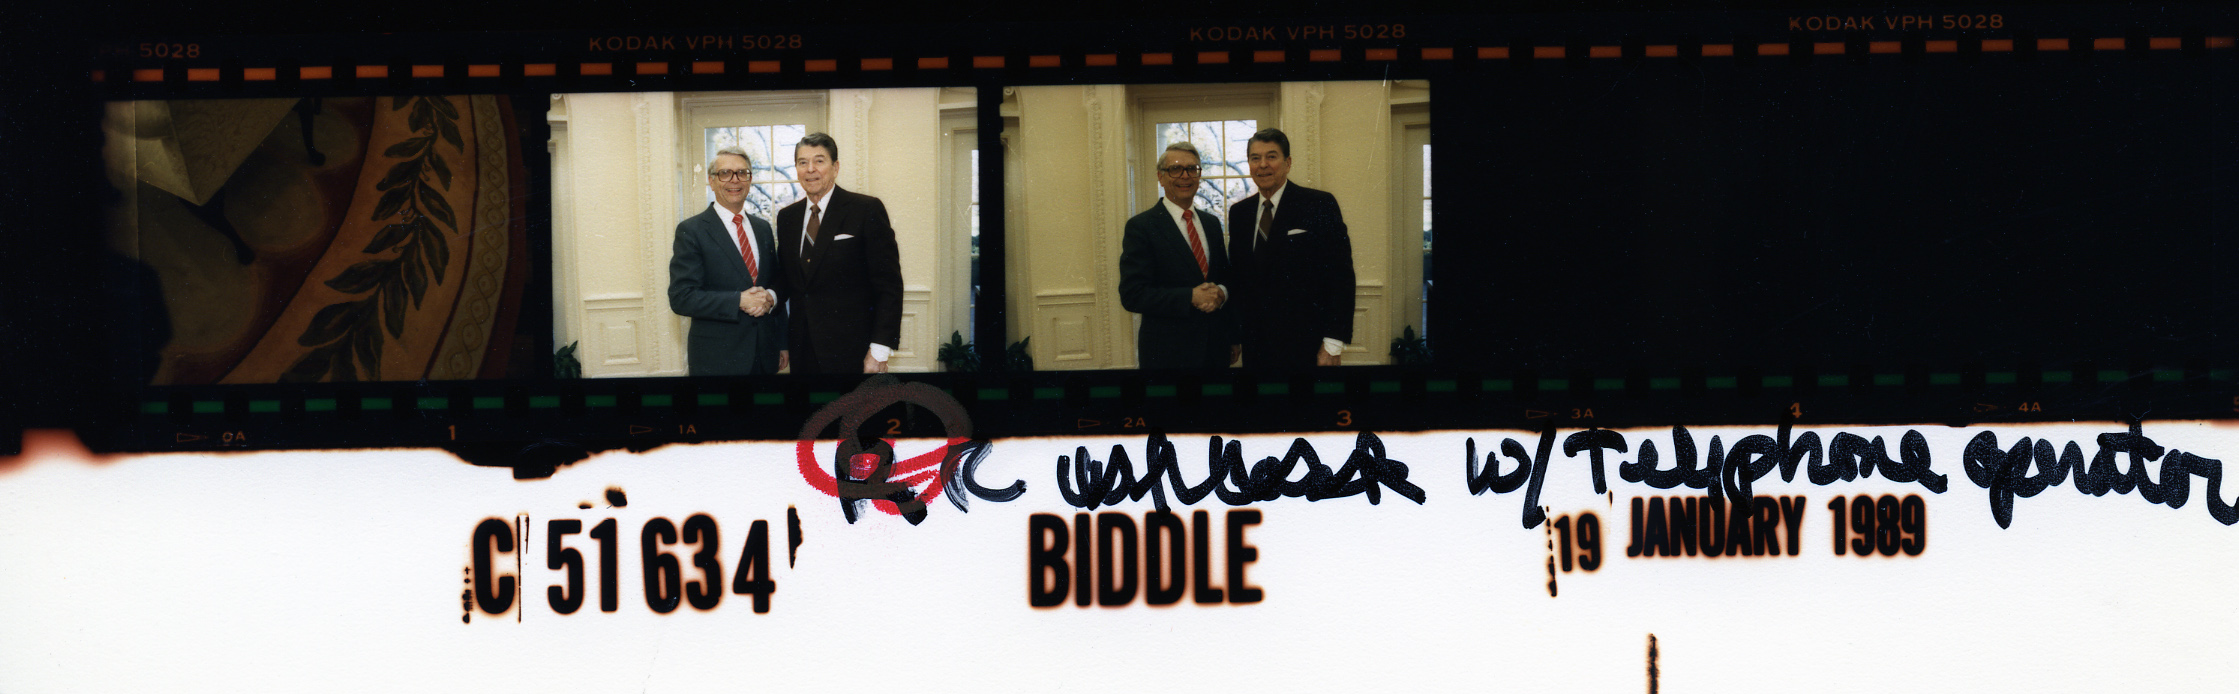 5028 KODAK VPH 5028 KODAK VPH 5028 KODAK VPH 5028
0A 1 1A 2 2A 3 3A 4 4A
RR w/ Telephone operator
C51634 BIDDLE 19 JANUARY 1989